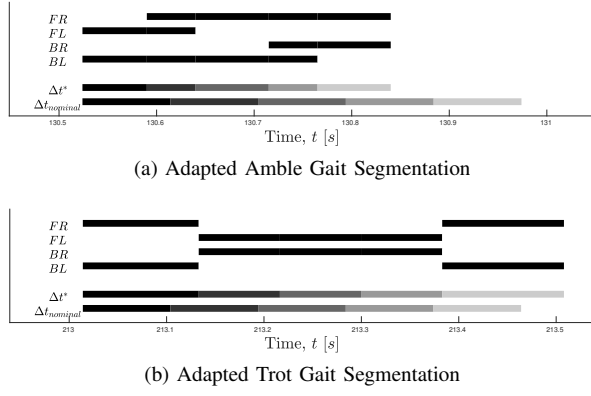 FR
FL
BR
BL
Δt*
Δt_nominal
130.5 130.6 130.7 130.8 130.9 131
Time, t [s]
(a) Adapted Amble Gait Segmentation
FR
FL
BR
BL
Δt*
Δt_nominal
213 213.1 213.2 213.3 213.4 213.5
Time, t [s]
(b) Adapted Trot Gait Segmentation